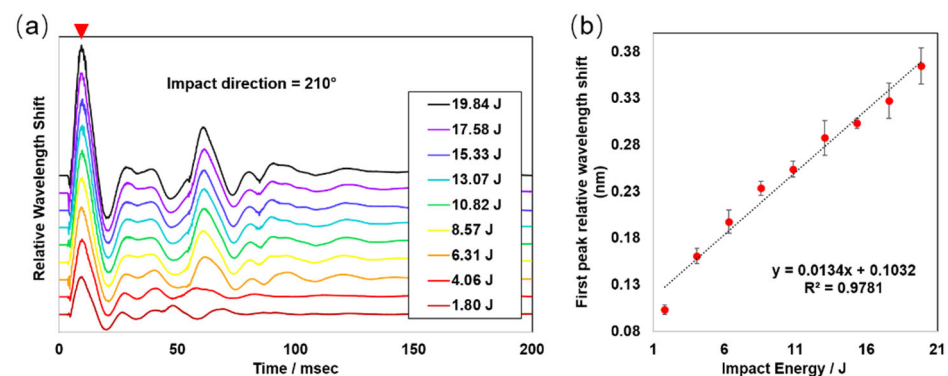 (a)
Relative Wavelength Shift
Impact direction = 210°
19.84 J
17.58 J
15.33 J
13.07 J
10.82 J
8.57 J
6.31 J
4.06 J
1.80 J
0
50
100
150
200
Time / msec
(b)
First peak relative wavelength shift
(nm)
0.38
0.33
0.28
0.23
0.18
0.13
0.08
y = 0.0134x + 0.1032
R² = 0.9781
1
6
11
16
21
Impact Energy / J